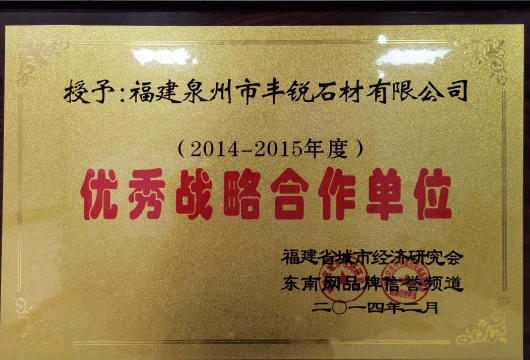 授予:福建泉州市丰锐石材有限公司
（2014-2015年度）
优秀战略合作单位
福建省城市经济研究会
东南网品牌信誉频道
二〇一四年二月